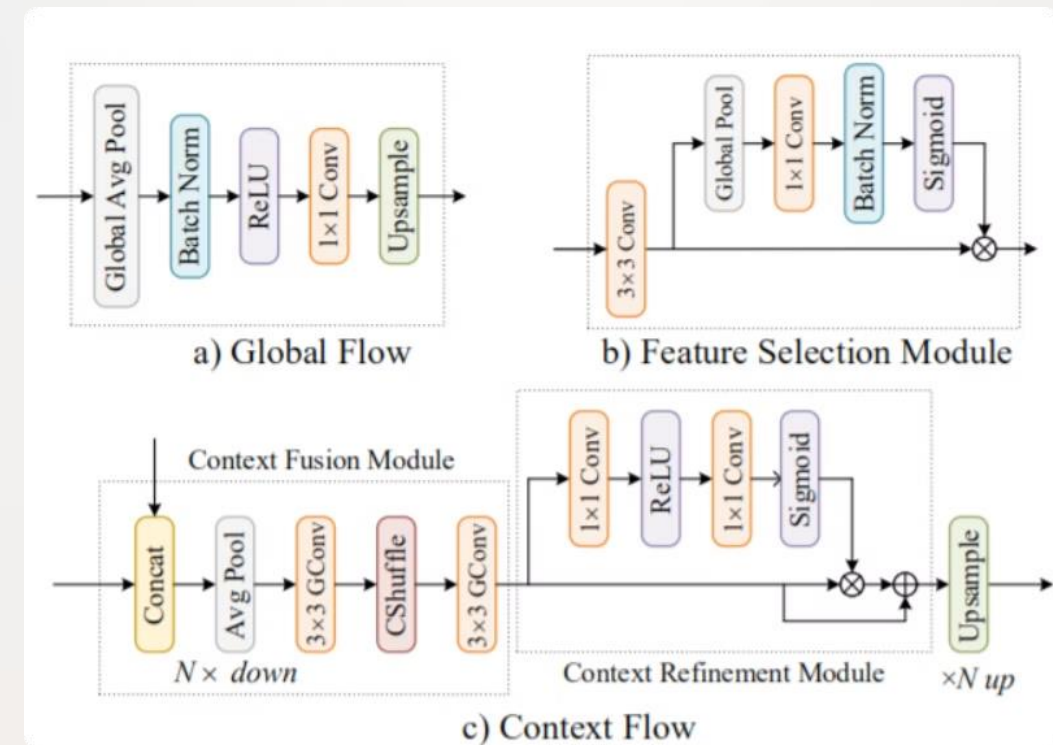 Global Avg Pool
Batch Norm
ReLU
1×1 Conv
Upsample
a) Global Flow
3×3 Conv
Global Pool
1×1 Conv
Batch Norm
Sigmoid
b) Feature Selection Module
Context Fusion Module
Concat
Avg Pool
3×3 GConv
CShuffle
3×3 GConv
N× down
1×1 Conv
ReLU
1×1 Conv
Sigmoid
Context Refinement Module
Upsample
×N up
c) Context Flow